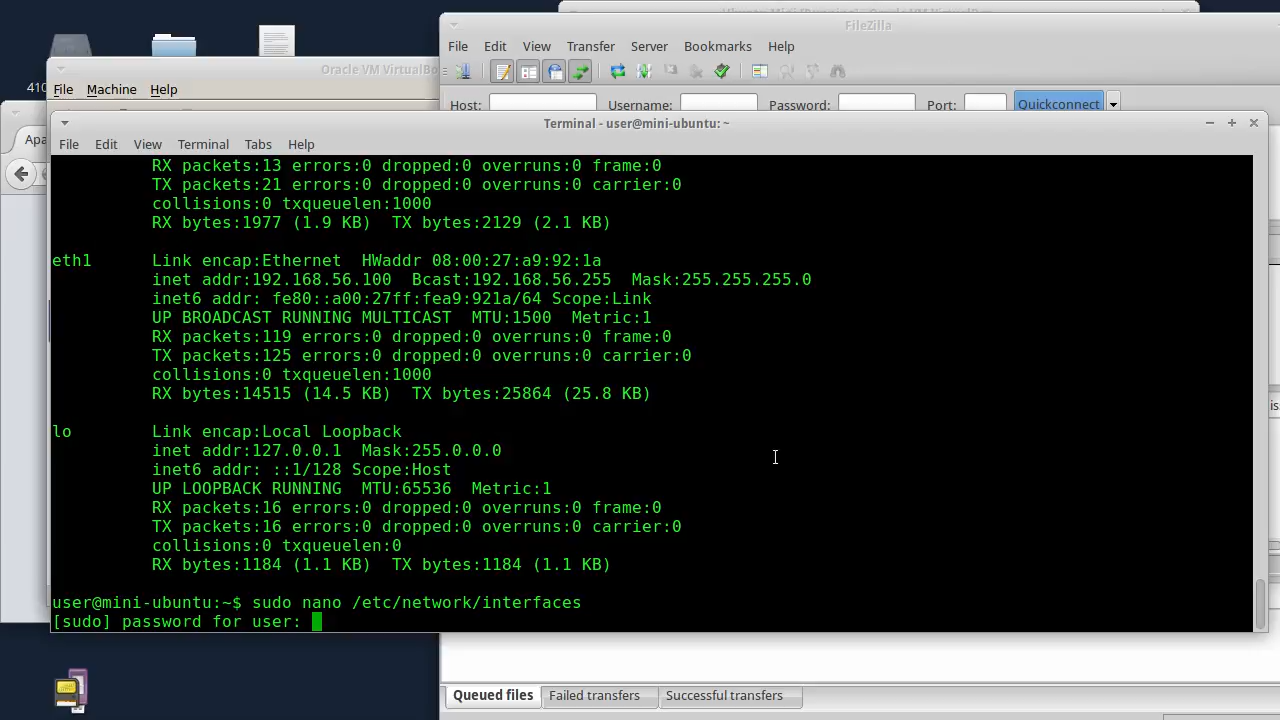 FileZilla
File Edit View Transfer Server Bookmarks Help
Oracle VM VirtualBo
410
File Machine Help
Host: Username: Password: Port: Quickconnect
Terminal - user@mini-ubuntu: ~
Apa
File Edit View Terminal Tabs Help
RX packets:13 errors:0 dropped:0 overruns:0 frame:0
TX packets:21 errors:0 dropped:0 overruns:0 carrier:0
collisions:0 txqueuelen:1000
RX bytes:1977 (1.9 KB)  TX bytes:2129 (2.1 KB)
eth1 Link encap:Ethernet  HWaddr 08:00:27:a9:92:1a
inet addr:192.168.56.100  Bcast:192.168.56.255  Mask:255.255.255.0
inet6 addr: fe80::a00:27ff:fea9:921a/64 Scope:Link
UP BROADCAST RUNNING MULTICAST  MTU:1500  Metric:1
RX packets:119 errors:0 dropped:0 overruns:0 frame:0
TX packets:125 errors:0 dropped:0 overruns:0 carrier:0
collisions:0 txqueuelen:1000
RX bytes:14515 (14.5 KB)  TX bytes:25864 (25.8 KB)
is
lo Link encap:Local Loopback
inet addr:127.0.0.1  Mask:255.0.0.0
inet6 addr: ::1/128 Scope:Host
UP LOOPBACK RUNNING  MTU:65536  Metric:1
RX packets:16 errors:0 dropped:0 overruns:0 frame:0
TX packets:16 errors:0 dropped:0 overruns:0 carrier:0
collisions:0 txqueuelen:0
RX bytes:1184 (1.1 KB)  TX bytes:1184 (1.1 KB)
user@mini-ubuntu:~$ sudo nano /etc/network/interfaces
[sudo] password for user:
Queued files Failed transfers Successful transfers